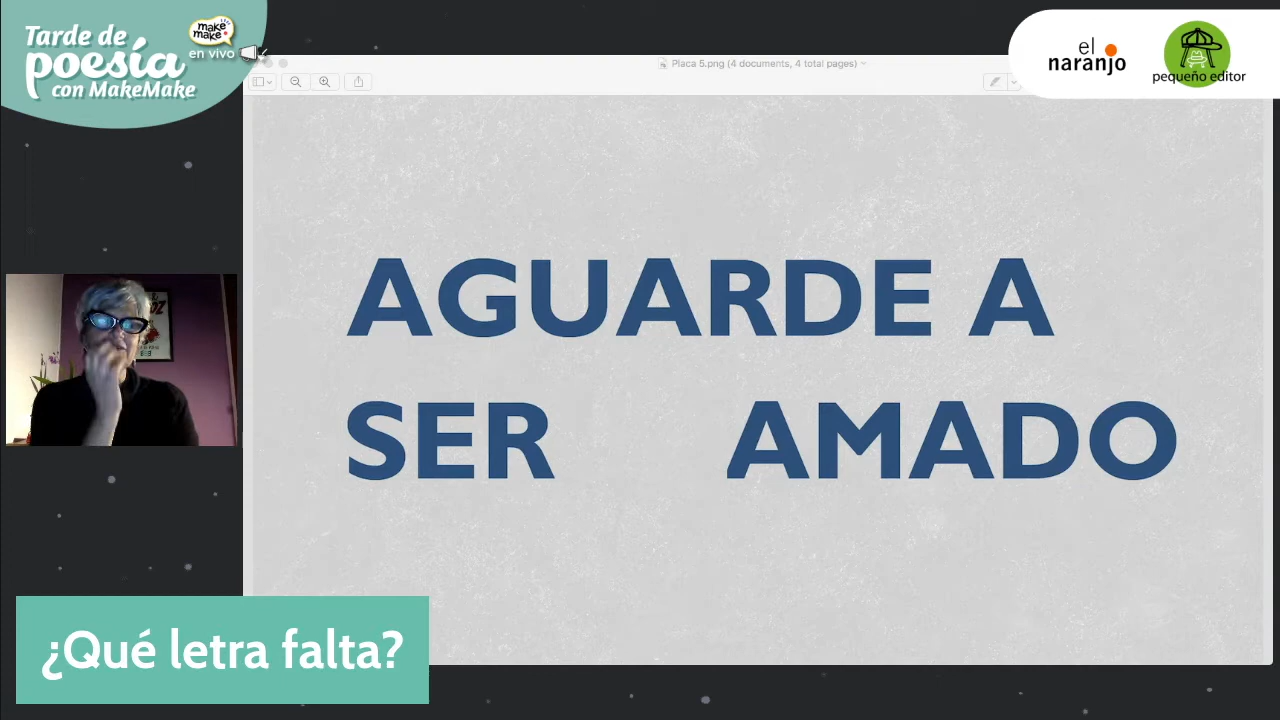 Tarde de
poesía
con MakeMake
make
make
en vivo
el
naranjo
pequeño editor
Placa 5.png (4 documents, 4 total pages)
AGUARDE A
SER AMADO
¿Qué letra falta?